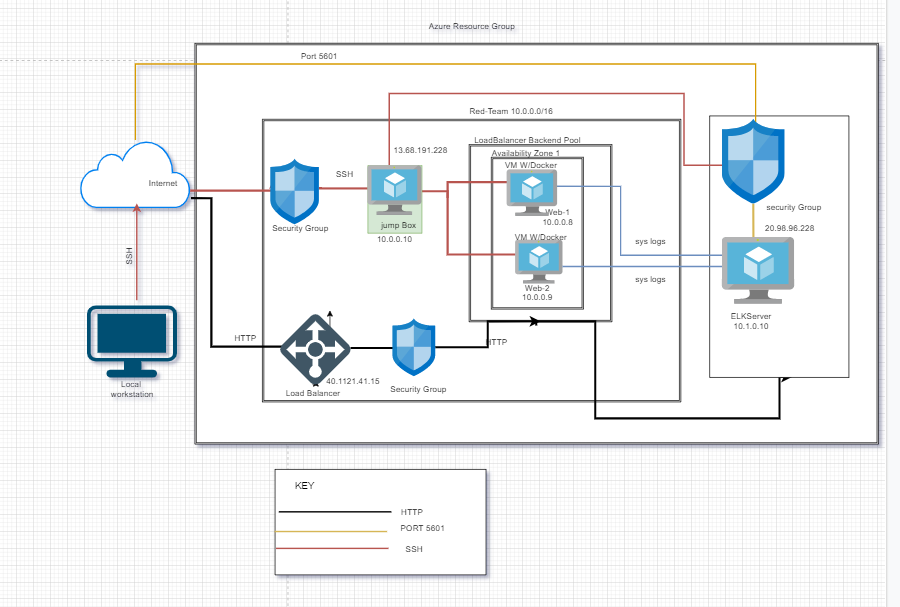 Azure Resource Group
Port 5601
Red-Team 10.0.0.0/16
LoadBalancer Backend Pool
13.68.191.228
Availability Zone 1
VM W/Docker
Internet
SSH
Web-1
10.0.0.8
security Group
jump Box
Security Group
20.98.96.228
10.0.0.10
VM W/Docker
sys logs
SSH
sys logs
Web-2
10.0.0.9
ELKServer
10.1.0.10
HTTP
HTTP
40.1121.41.15
Local
workstation
Load Balancer
Security Group
KEY
HTTP
PORT 5601
SSH